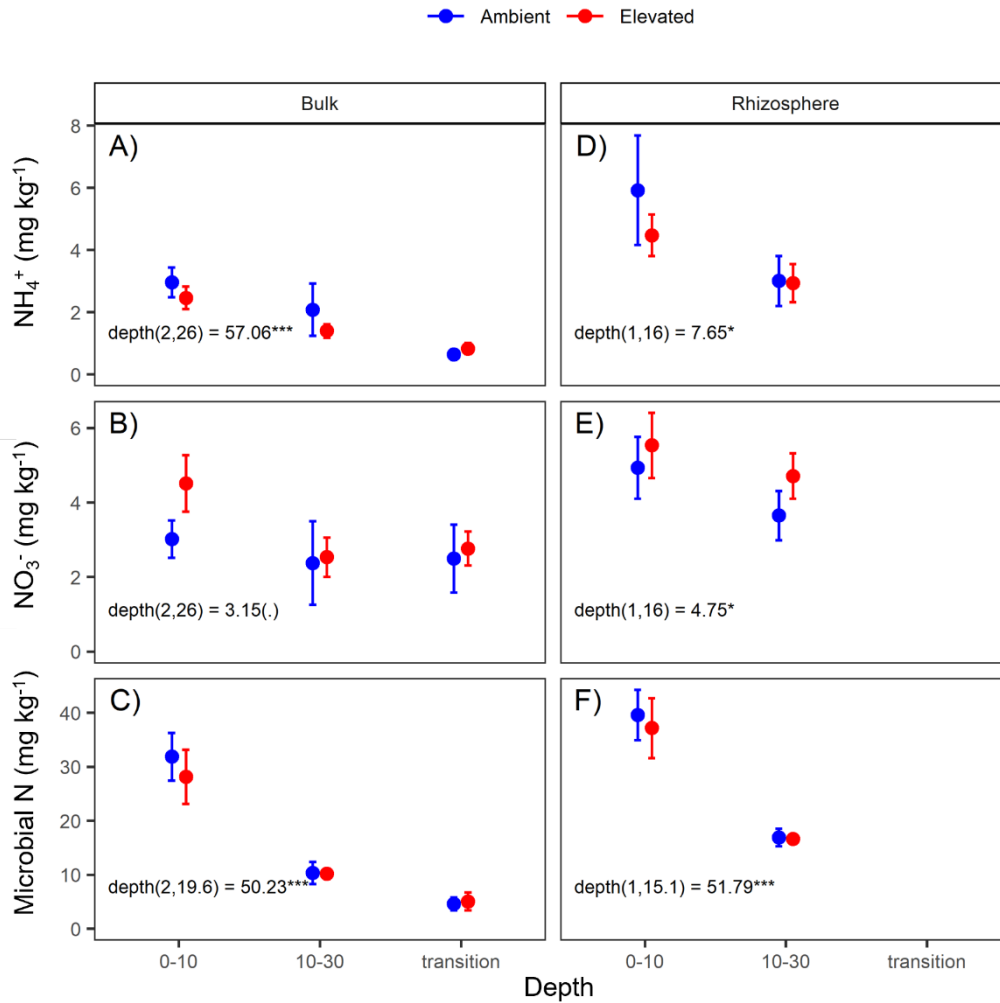 Ambient Elevated
Bulk
Rhizosphere
NH₄⁺ (mg kg⁻¹)
8
6
4
2
0
A)
depth(2,26) = 57.06***
D)
depth(1,16) = 7.65*
NO₃⁻ (mg kg⁻¹)
6
4
2
0
B)
depth(2,26) = 3.15(.)
E)
depth(1,16) = 4.75*
Microbial N (mg kg⁻¹)
40
30
20
10
0
C)
depth(2,19.6) = 50.23***
F)
depth(1,15.1) = 51.79***
0-10 10-30 transition
0-10 10-30 transition
Depth